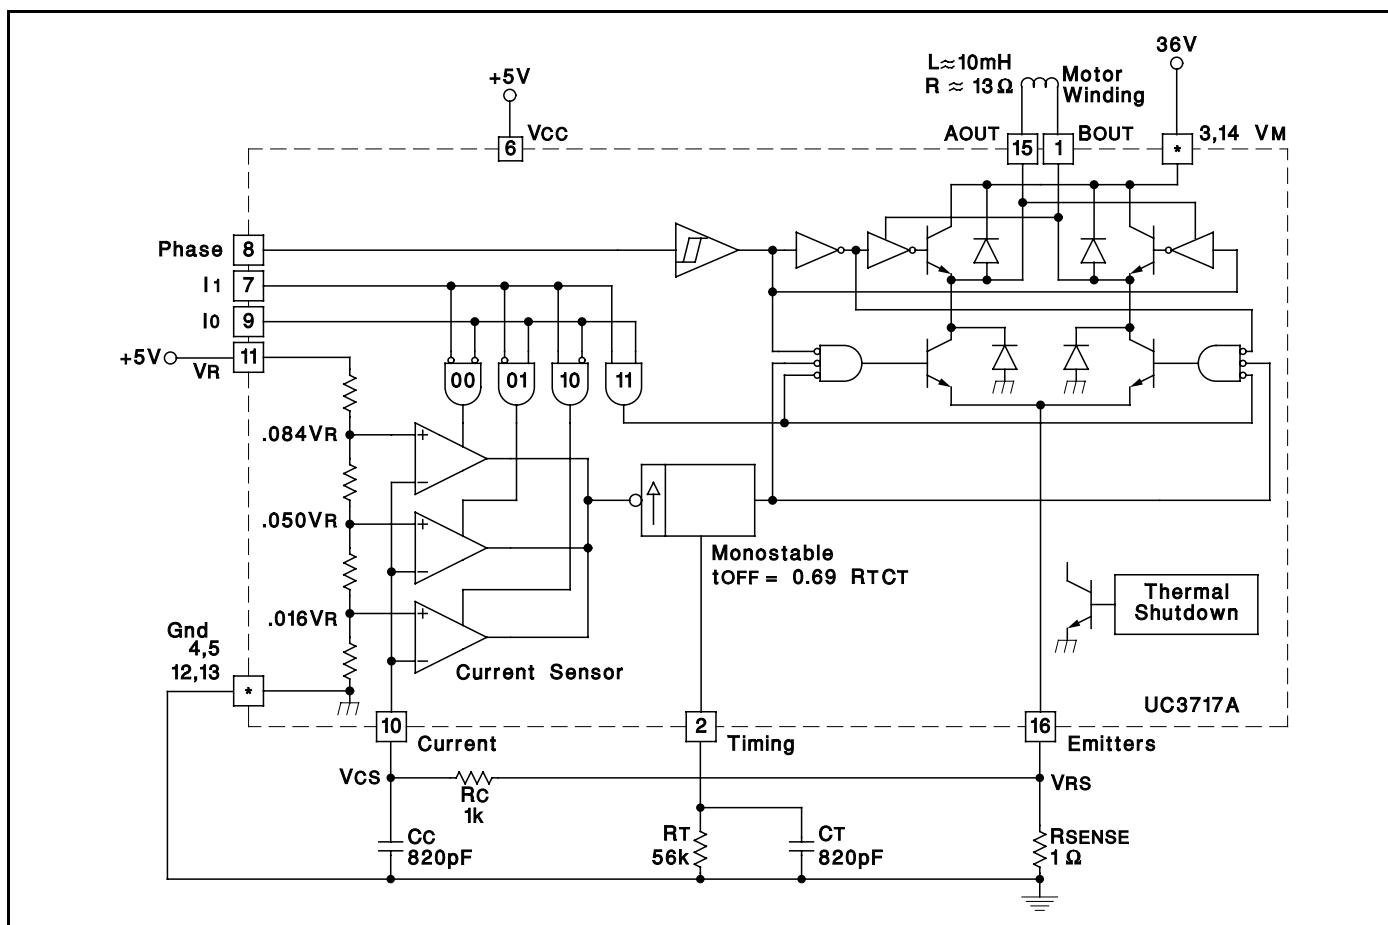 36V
L≈10mH
R ≈ 13Ω
Motor
Winding
+5V
VCC
6
AOUT
15
1
BOUT
*
3,14 VM
Phase
8
I1
7
I0
9
+5V
VR
11
00
01
10
11
.084VR
+
−
.050VR
+
−
.016VR
+
−
Current Sensor
Monostable
tOFF = 0.69 RTCT
Thermal
Shutdown
Gnd
4,5
12,13
*
UC3717A
10
Current
2
Timing
16
Emitters
VCS
RC
1k
VRS
CC
820pF
RT
56k
CT
820pF
RSENSE
1Ω